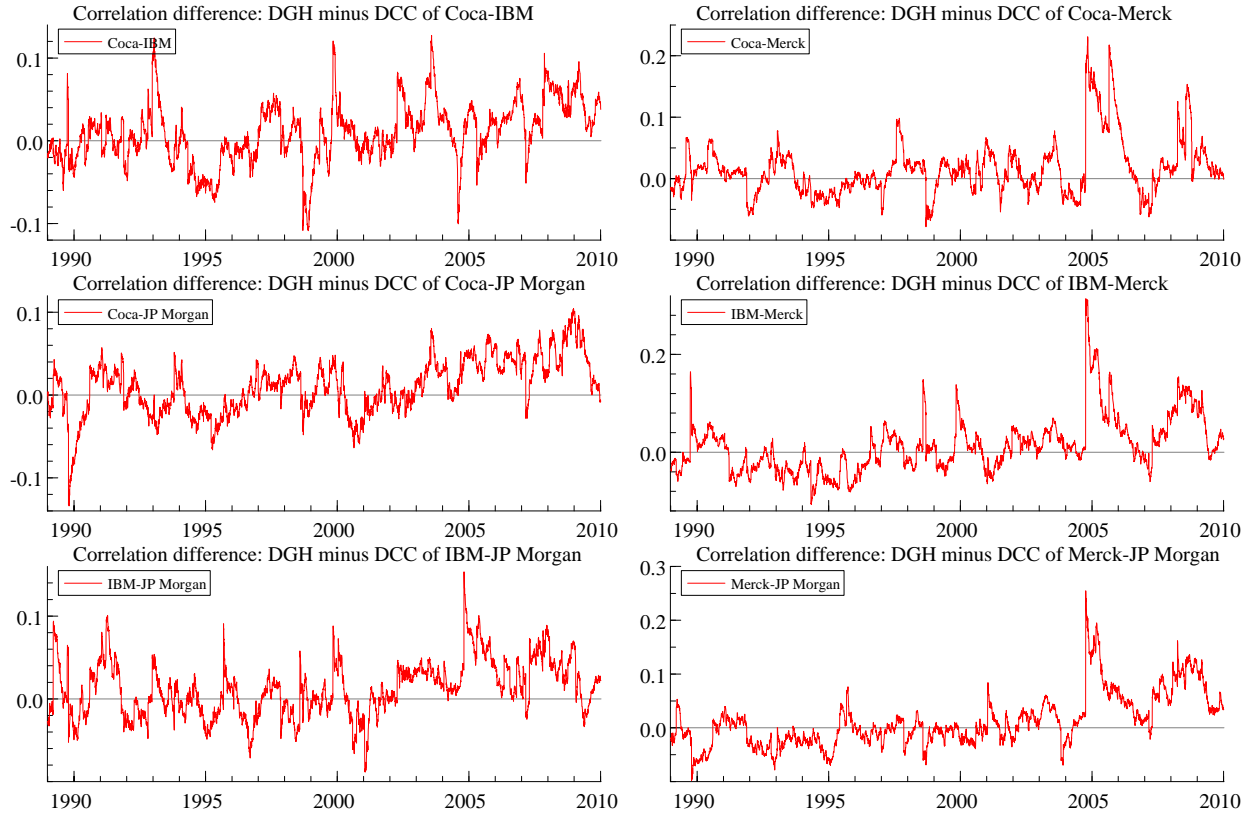 Correlation difference: DGH minus DCC of Coca-IBM
Coca-IBM
0.1
0.0
-0.1
1990 1995 2000 2005 2010
Correlation difference: DGH minus DCC of Coca-Merck
Coca-Merck
0.2
0.1
0.0
1990 1995 2000 2005 2010
Correlation difference: DGH minus DCC of Coca-JP Morgan
Coca-JP Morgan
0.1
0.0
-0.1
1990 1995 2000 2005 2010
Correlation difference: DGH minus DCC of IBM-Merck
IBM-Merck
0.2
0.0
1990 1995 2000 2005 2010
Correlation difference: DGH minus DCC of IBM-JP Morgan
IBM-JP Morgan
0.1
0.0
1990 1995 2000 2005 2010
Correlation difference: DGH minus DCC of Merck-JP Morgan
Merck-JP Morgan
0.3
0.2
0.1
0.0
1990 1995 2000 2005 2010